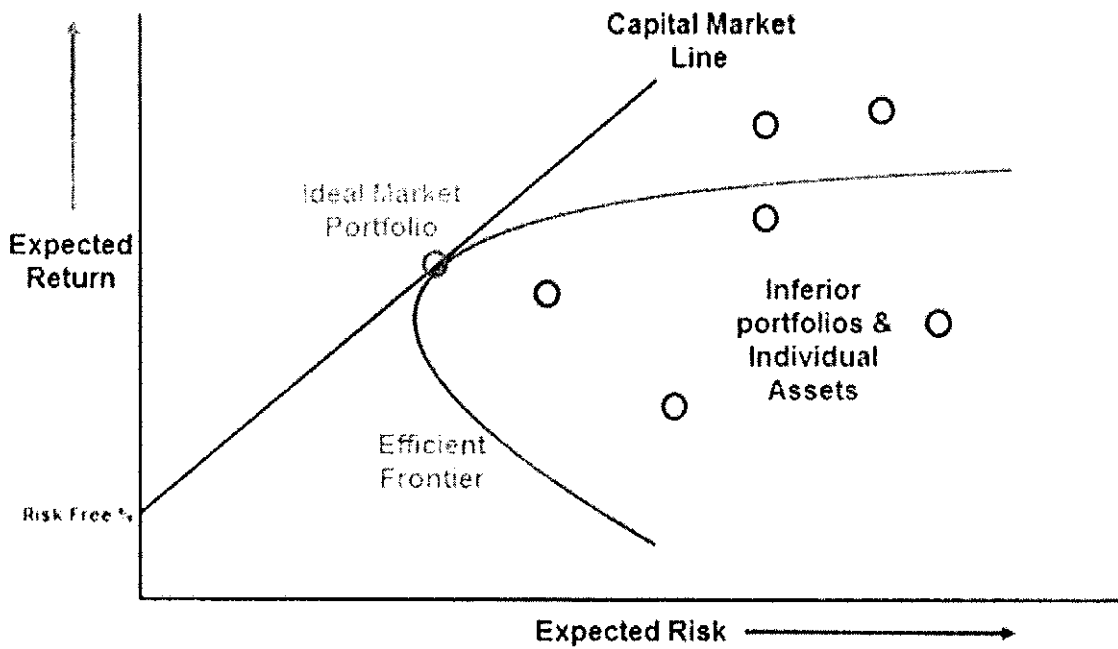 Capital Market
Line
Ideal Market
Portfolio
Expected
Return
Inferior
portfolios &
Individual
Assets
Efficient
Frontier
Risk Free %
Expected Risk